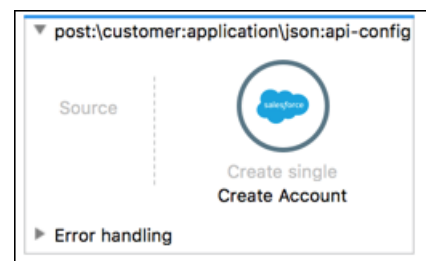 post:\customer:application\json:api-config
Source
salesforce
Create single
Create Account
Error handling